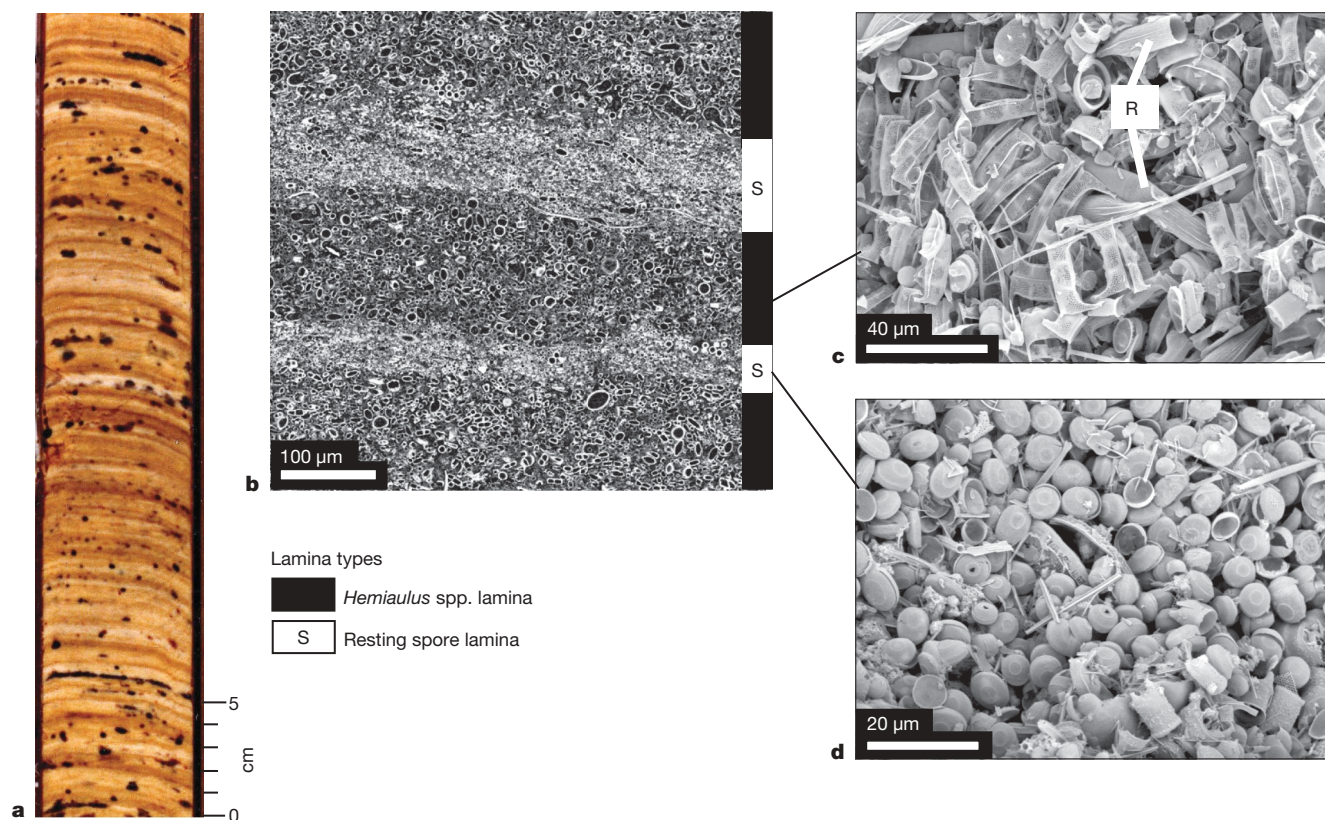 a
5
cm
0
b
100 µm
S
S
Lamina types
Hemiaulus spp. lamina
S Resting spore lamina
c
R
40 µm
d
20 µm